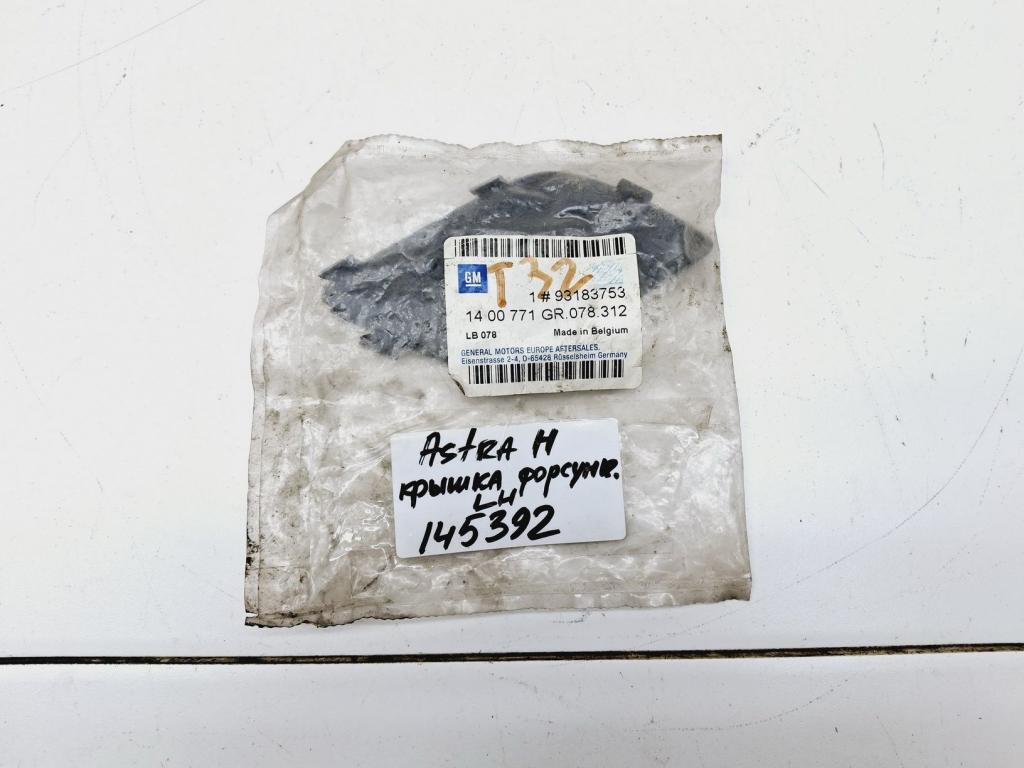 GM
T 32
1 # 93183753
14 00 771 GR.078.312
LB 078 Made in Belgium
GENERAL MOTORS EUROPE AFTERSALES.
Eisenstrasse 2-4, D-65428 Rüsselsheim Germany
Astra H
крышка форсунк.
LH
145392